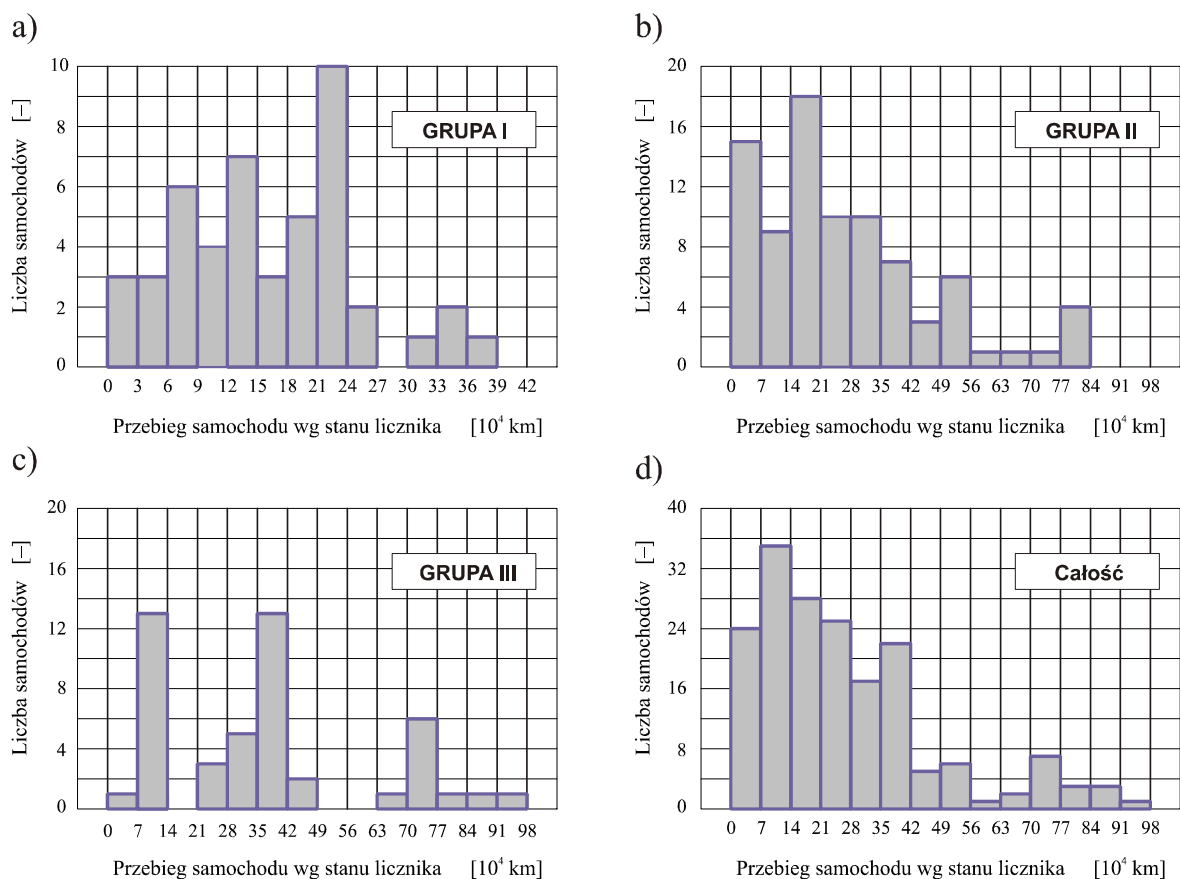 a)
Liczba samochodów [–]
10
8
6
4
2
0
GRUPA I
0 3 6 9 12 15 18 21 24 27 30 33 36 39 42
Przebieg samochodu wg stanu licznika [10⁴ km]
b)
Liczba samochodów [–]
20
16
12
8
4
0
GRUPA II
0 7 14 21 28 35 42 49 56 63 70 77 84 91 98
Przebieg samochodu wg stanu licznika [10⁴ km]
c)
Liczba samochodów [–]
20
16
12
8
4
0
GRUPA III
0 7 14 21 28 35 42 49 56 63 70 77 84 91 98
Przebieg samochodu wg stanu licznika [10⁴ km]
d)
Liczba samochodów [–]
40
32
24
16
8
0
Całość
0 7 14 21 28 35 42 49 56 63 70 77 84 91 98
Przebieg samochodu wg stanu licznika [10⁴ km]